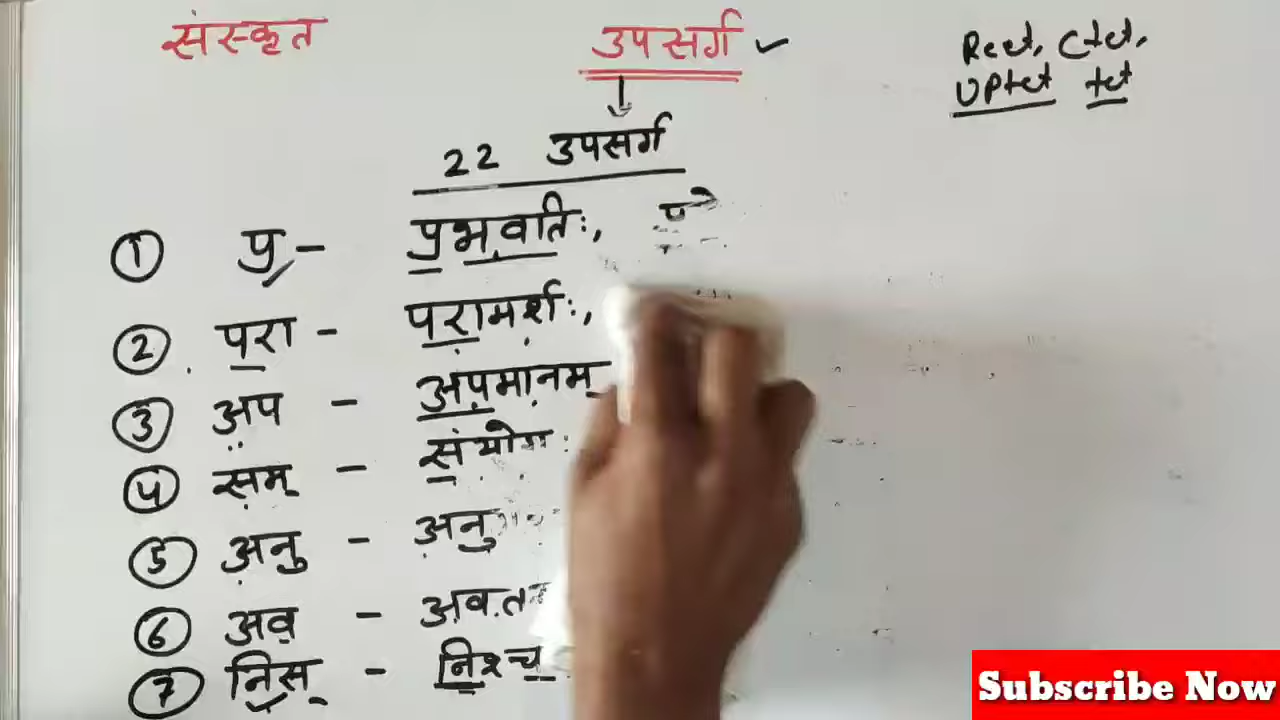 संस्कृत उपसर्ग Reet, Ctet,
UPtet tet
22 उपसर्ग
1 प्र - प्रभवतिः,
2 परा - परामर्शः,
3 अप - अपमानम्
4 सम् - संयोगः
5 अनु - अनु
6 अव - अवत
7 निस् - निश्च
Subscribe Now